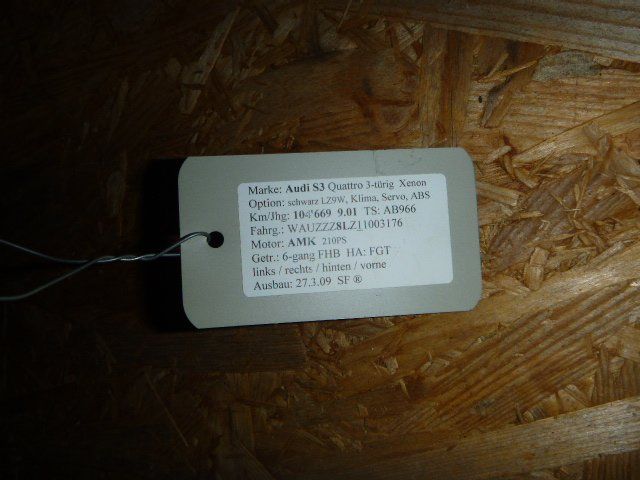 Marke: Audi S3 Quattro 3-türig Xenon
Option: schwarz LZ9W, Klima, Servo, ABS
Km/Jhg: 104'669 9.01 TS: AB966
Fahrg.: WAUZZZ8LZ11003176
Motor: AMK 210PS
Getr.: 6-gang FHB HA: FGT
links / rechts / hinten / vorne
Ausbau: 27.3.09 SF ®